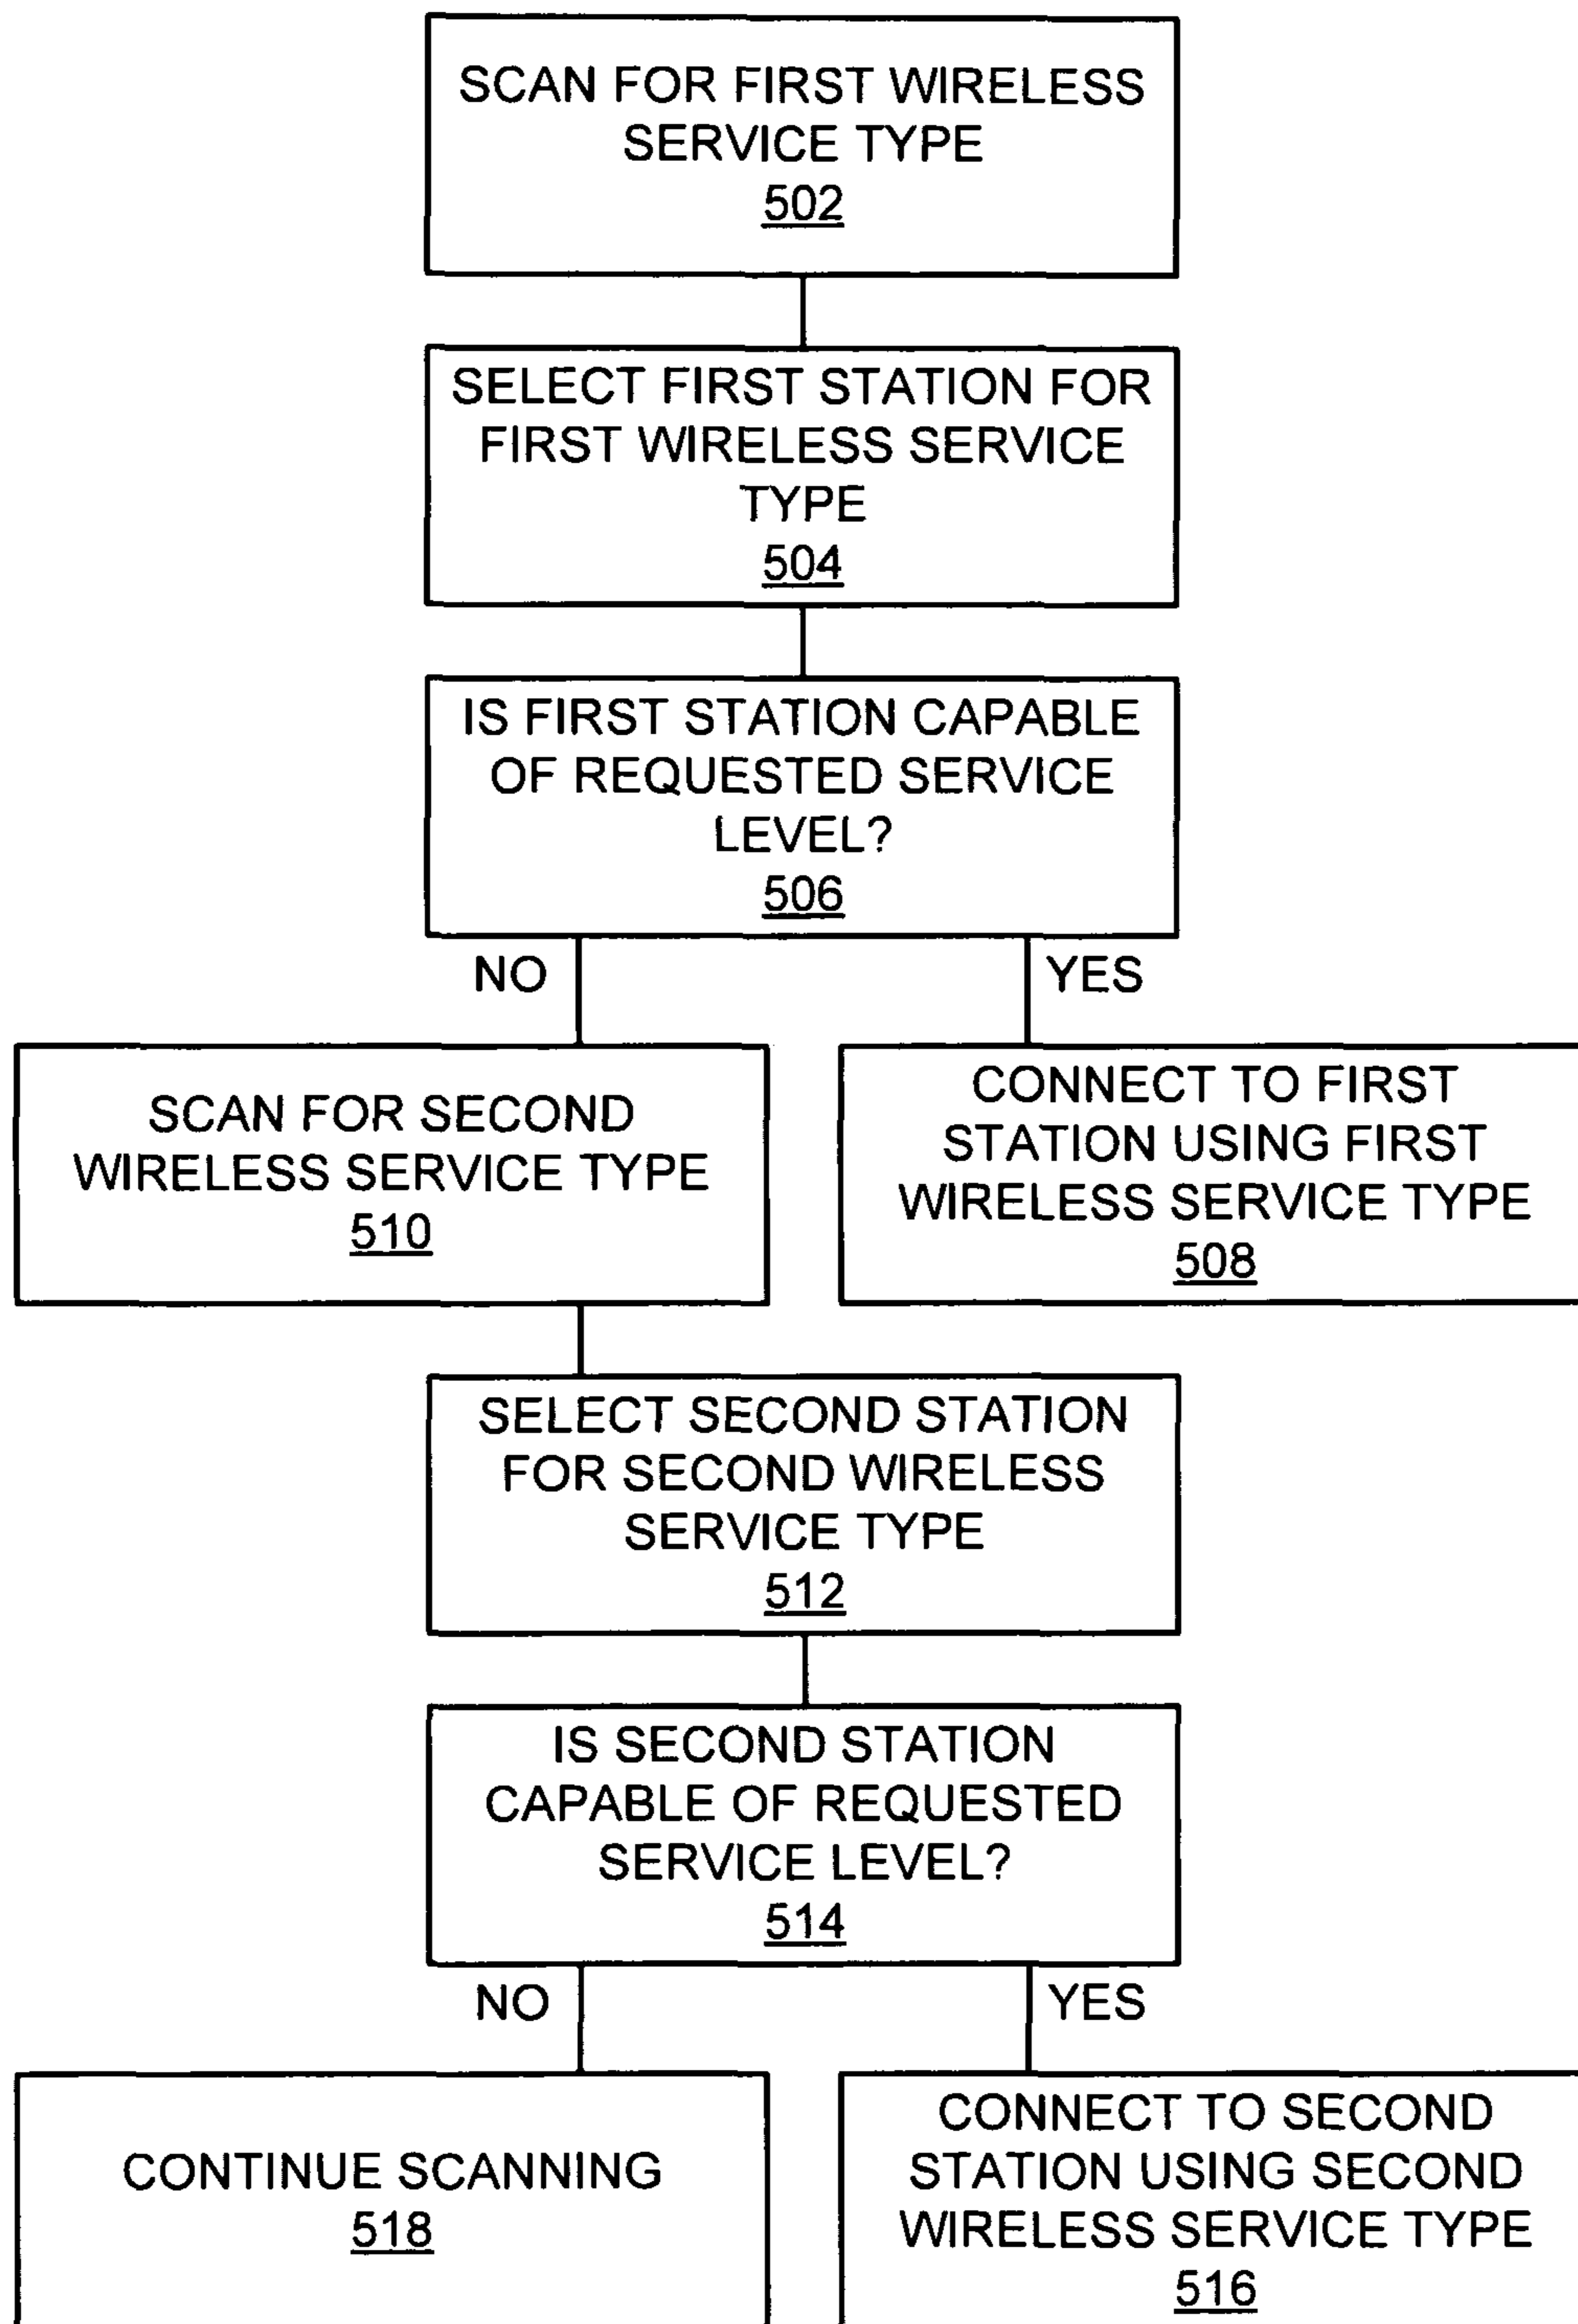 SCAN FOR FIRST WIRELESS
SERVICE TYPE
502
SELECT FIRST STATION FOR
FIRST WIRELESS SERVICE
TYPE
504
IS FIRST STATION CAPABLE
OF REQUESTED SERVICE
LEVEL?
506
NO
YES
SCAN FOR SECOND
WIRELESS SERVICE TYPE
510
CONNECT TO FIRST
STATION USING FIRST
WIRELESS SERVICE TYPE
508
SELECT SECOND STATION
FOR SECOND WIRELESS
SERVICE TYPE
512
IS SECOND STATION
CAPABLE OF REQUESTED
SERVICE LEVEL?
514
NO
YES
CONTINUE SCANNING
518
CONNECT TO SECOND
STATION USING SECOND
WIRELESS SERVICE TYPE
516